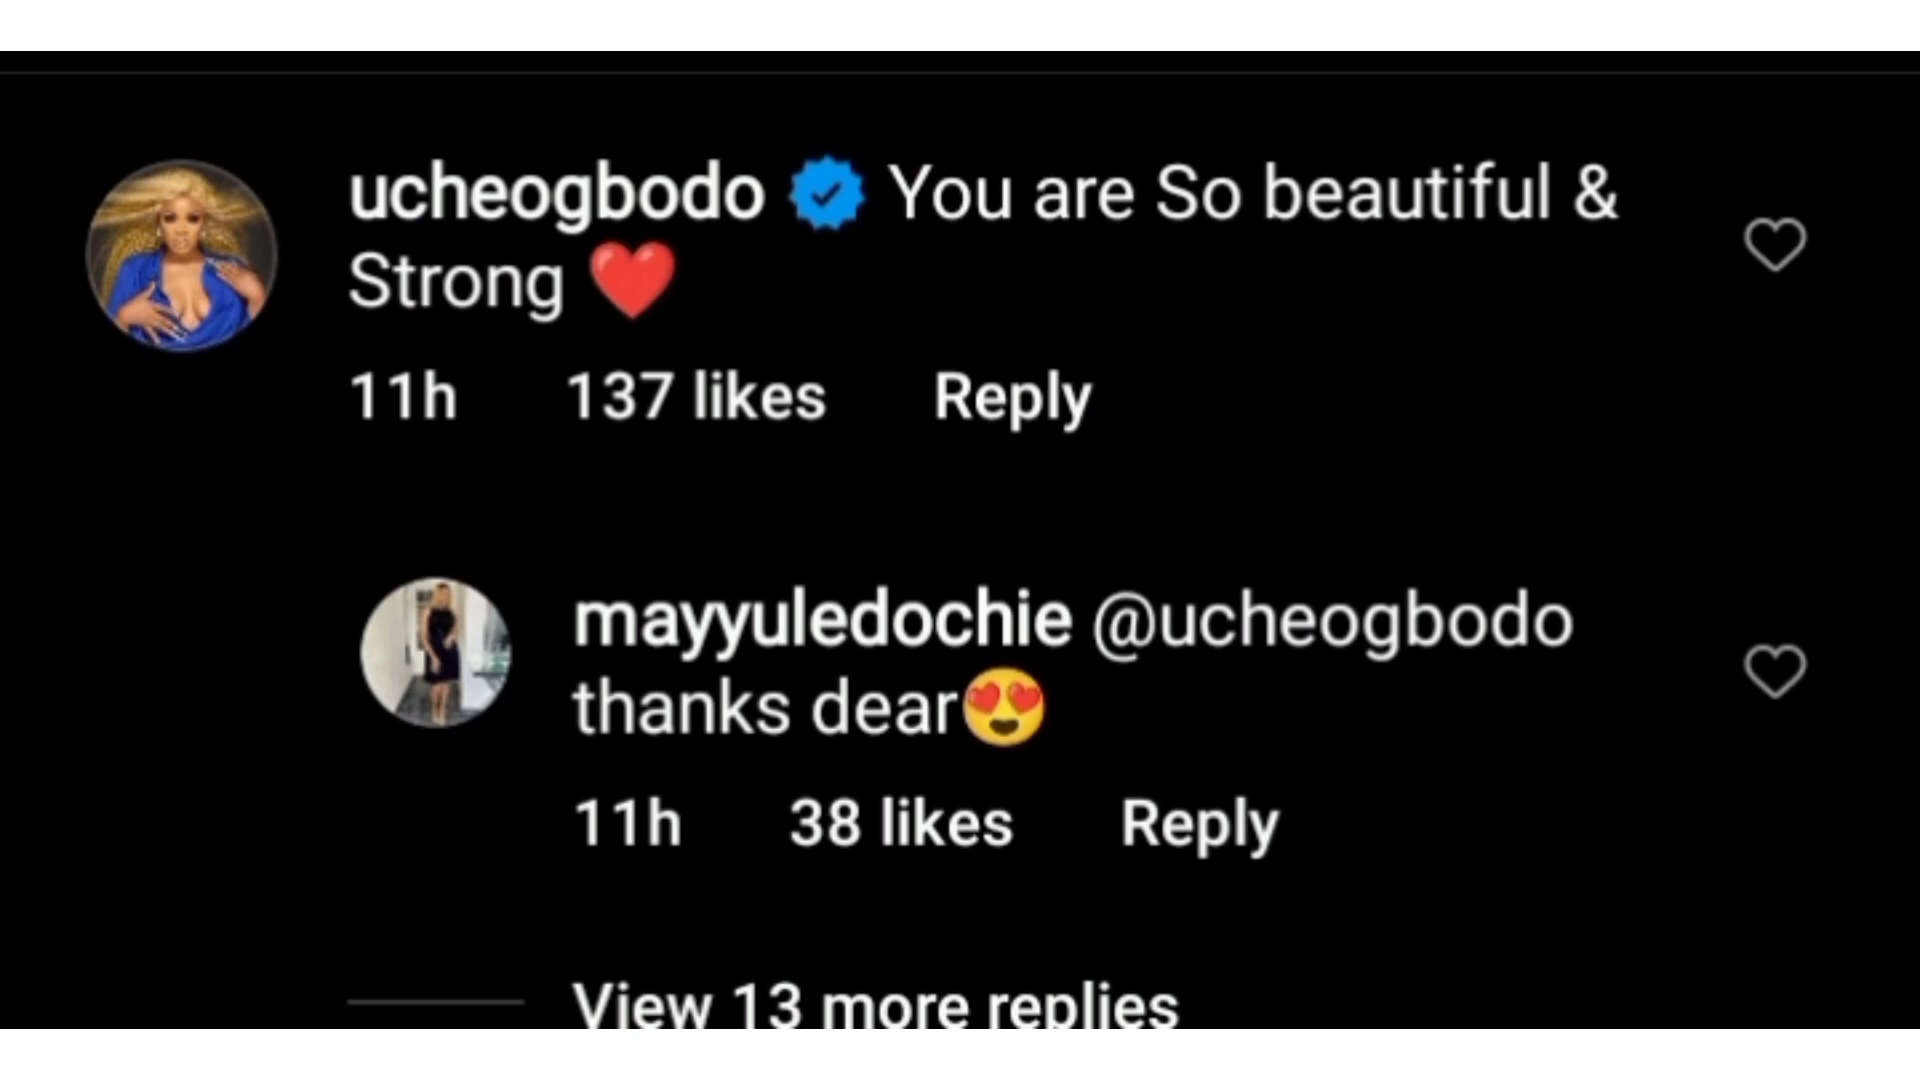 ucheogbodo You are So beautiful &
Strong ❤️
11h 137 likes Reply
mayyuledochie @ucheogbodo
thanks dear😍
11h 38 likes Reply
View 13 more replies